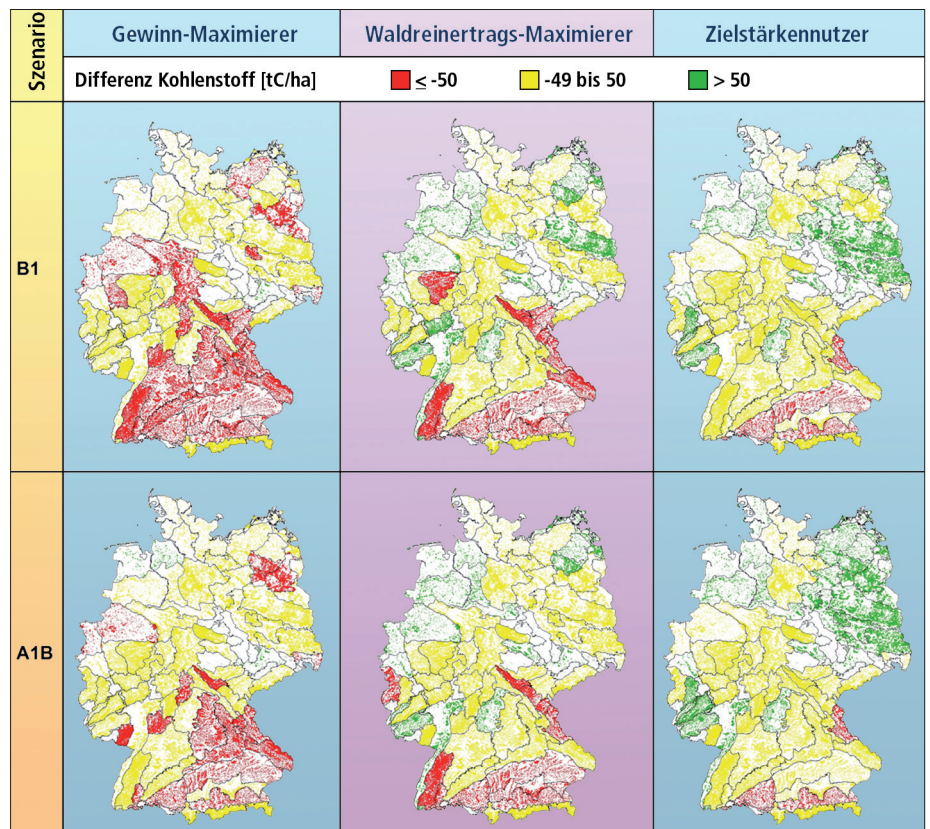 Szenario
Gewinn-Maximierer
Waldreinertrags-Maximierer
Zielstärkennutzer
Differenz Kohlenstoff [tC/ha]
≤ -50
-49 bis 50
> 50
B1
A1B